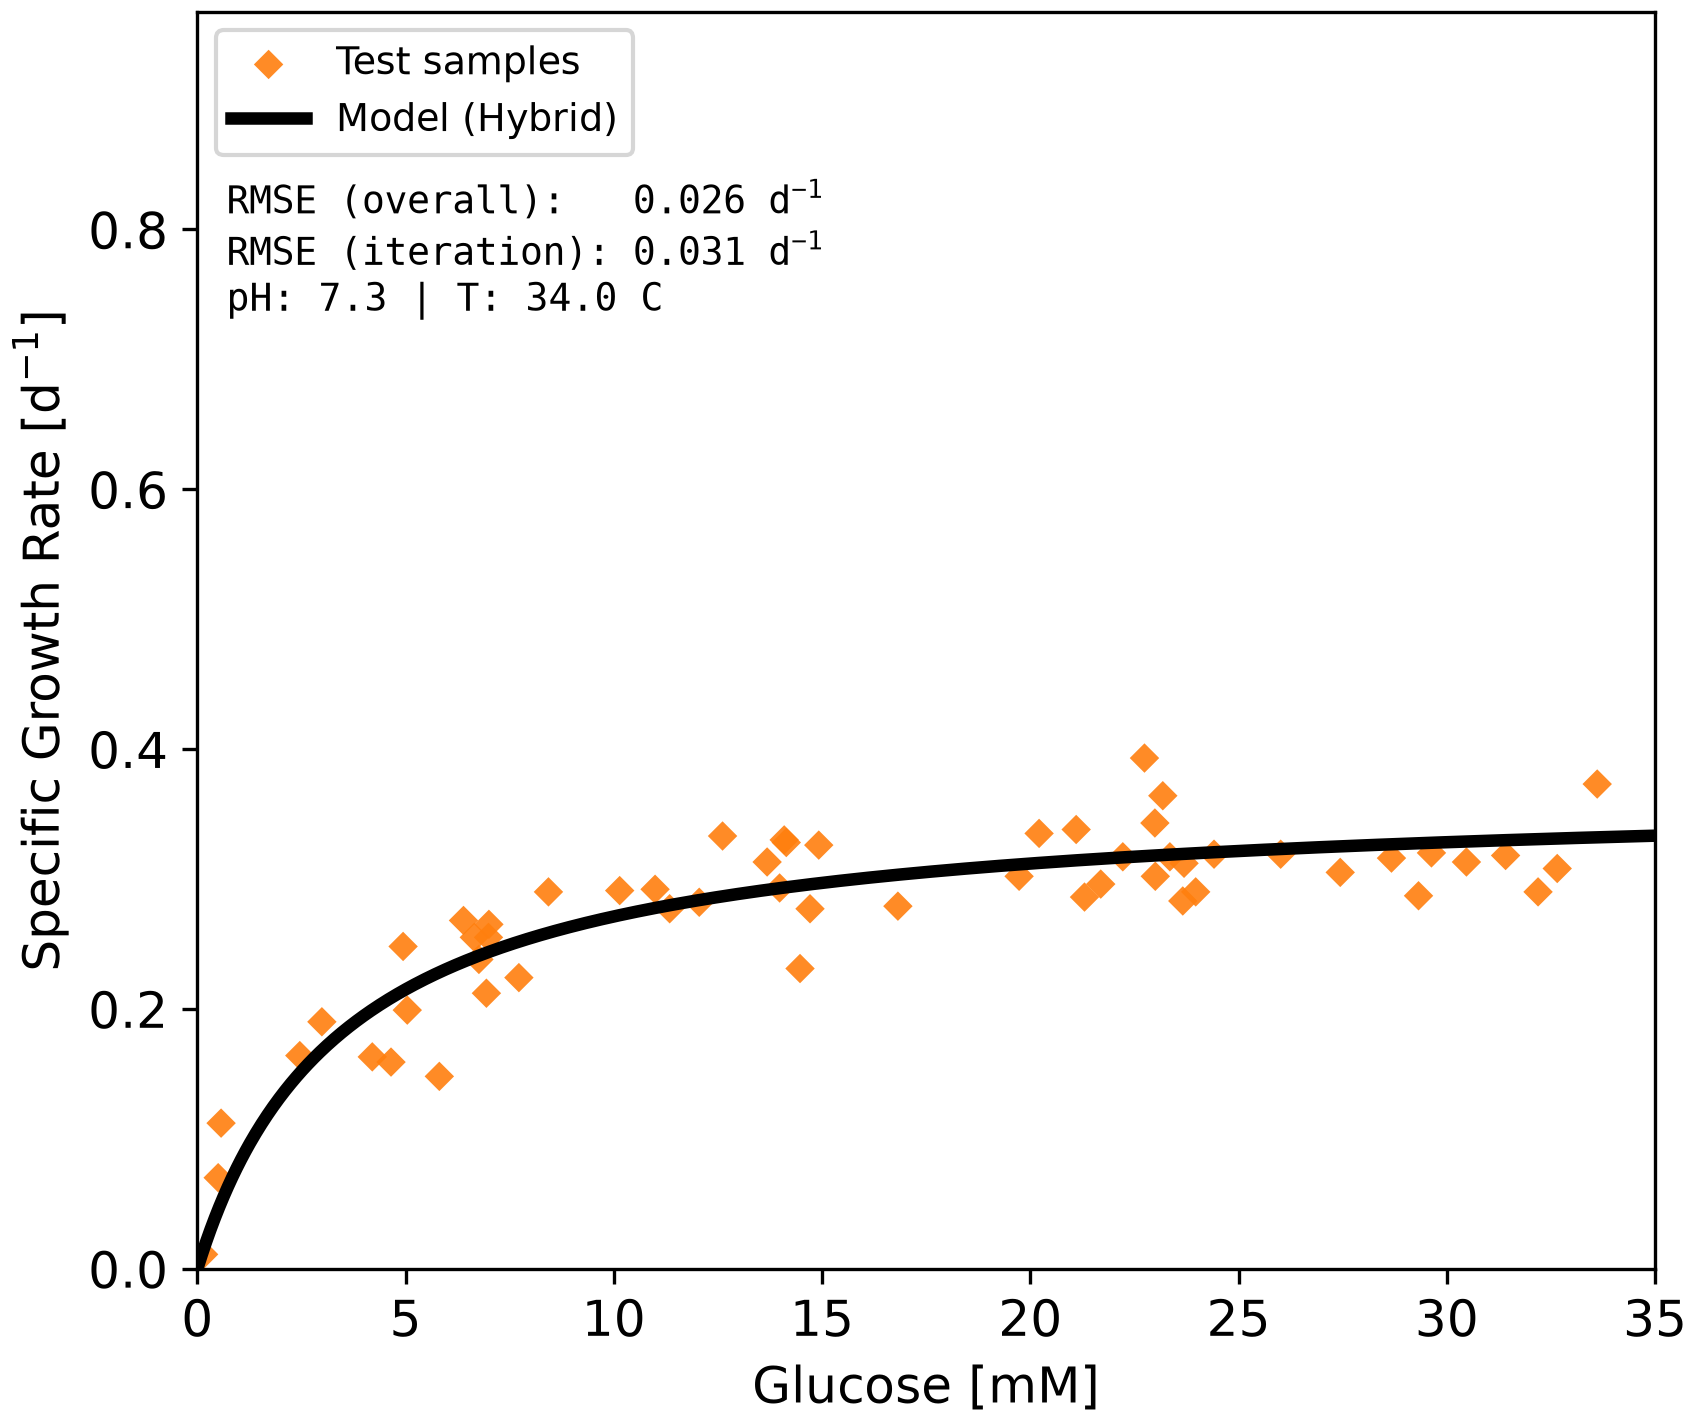 Test samples
Model (Hybrid)
RMSE (overall):   0.026 d⁻¹
RMSE (iteration): 0.031 d⁻¹
pH: 7.3 | T: 34.0 C
Specific Growth Rate [d⁻¹]
0.8
0.6
0.4
0.2
0.0
0 5 10 15 20 25 30 35
Glucose [mM]